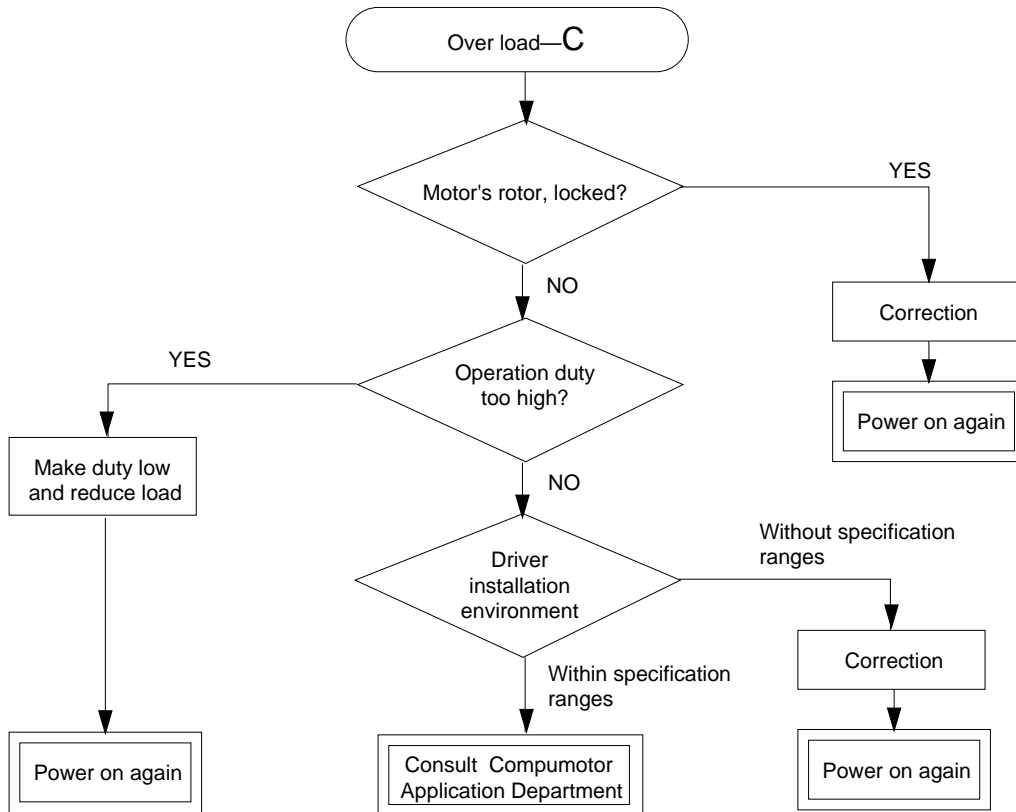 Over load—C
Motor's rotor, locked?
YES
NO
Correction
YES
Operation duty
too high?
Power on again
Make duty low
and reduce load
NO
Without specification
ranges
Driver
installation
environment
Correction
Within specification
ranges
Power on again
Consult Compumotor
Application Department
Power on again